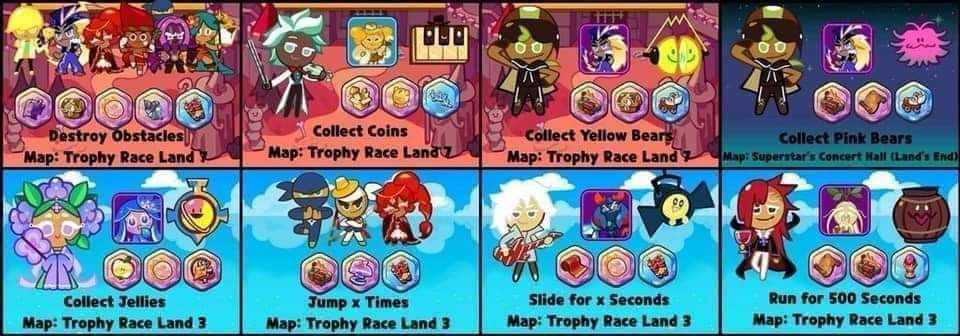 Destroy Obstacles
Map: Trophy Race Land 7
Collect Coins
Map: Trophy Race Land 7
Collect Yellow Bears
Map: Trophy Race Land 7
Collect Pink Bears
Map: Superstar's Concert Hall (Land's End)
Collect Jellies
Map: Trophy Race Land 3
Jump x Times
Map: Trophy Race Land 3
Slide for x Seconds
Map: Trophy Race Land 3
Run for 500 Seconds
Map: Trophy Race Land 3